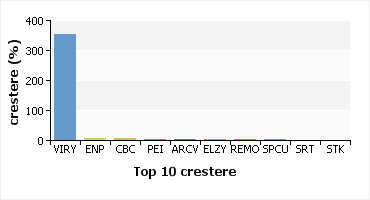 400
300
200
100
0
crestere (%)
VIRY ENP CBC PEI ARCV ELZY REMO SPCU SRT STK
Top 10 crestere